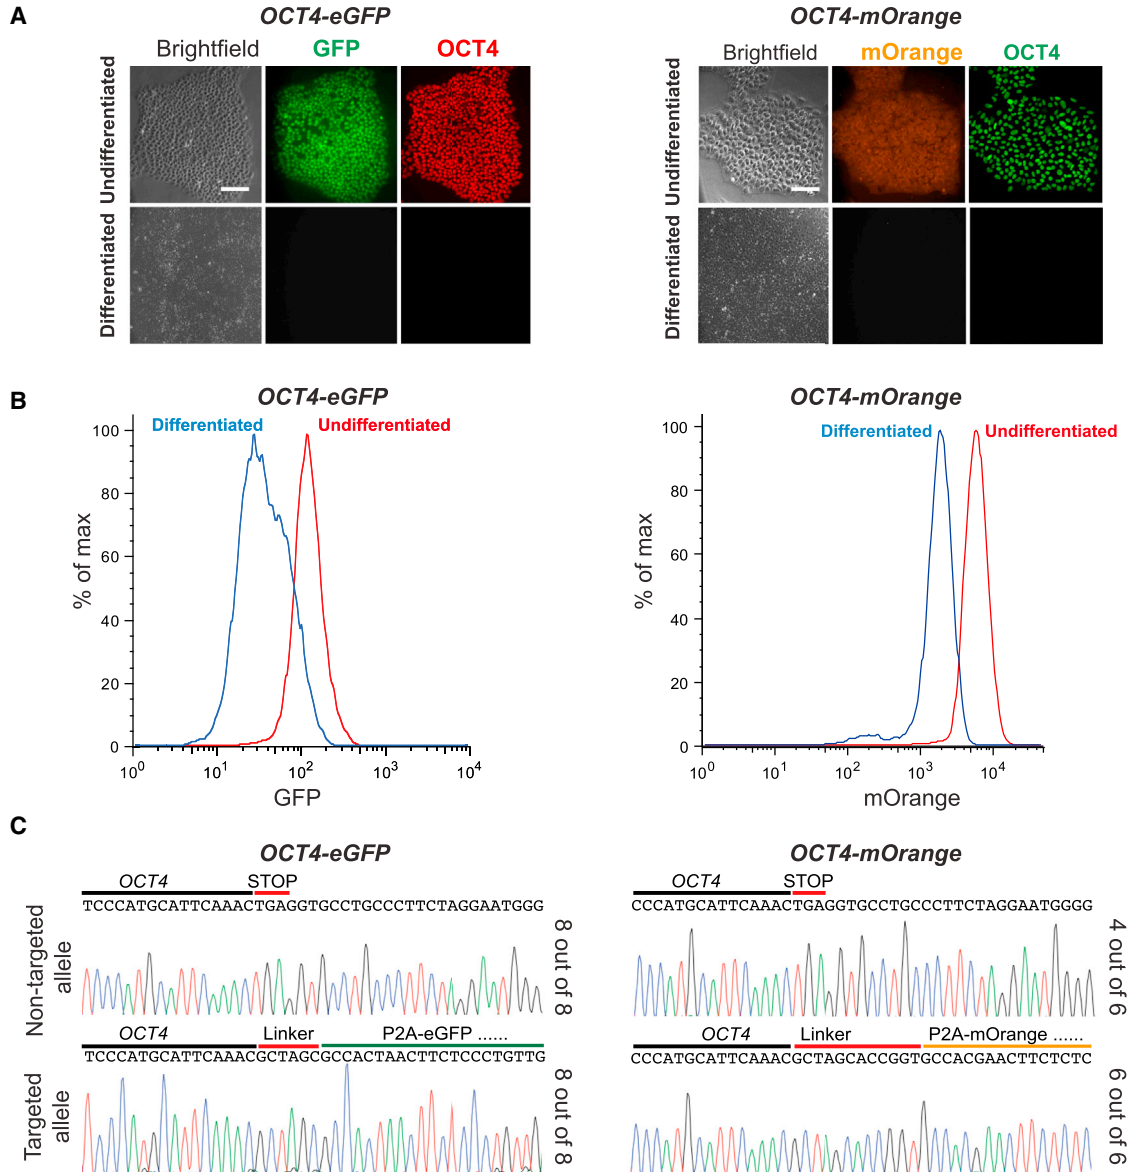 A
OCT4-eGFP
OCT4-mOrange
Brightfield
GFP
OCT4
Brightfield
mOrange
OCT4
Undifferentiated
Differentiated
Undifferentiated
Differentiated
B
OCT4-eGFP
OCT4-mOrange
Differentiated
Undifferentiated
% of max
100
80
60
40
20
0
10^0
10^1
10^2
10^3
10^4
GFP
Differentiated
Undifferentiated
% of max
100
80
60
40
20
0
10^0
10^1
10^2
10^3
10^4
mOrange
C
OCT4-eGFP
OCT4-mOrange
Non-targeted allele
OCT4 STOP
TCCCATGCATTCAAACTGAGGTGCCTGCCCTTCTAGGAATGGG
8 out of 8
OCT4 STOP
CCCATGCATTCAAACTGAGGTGCCTGCCCTTCTAGGAATGGGG
4 out of 6
Targeted allele
OCT4 Linker P2A-eGFP ......
TCCCATGCATTCAAACGCTAGCGCCACTAACTTCTCCCTGTTG
8 out of 8
OCT4 Linker P2A-mOrange ......
CCCATGCATTCAAACGCTAGCACCGGTGCCACGAACTTCTCTC
6 out of 6